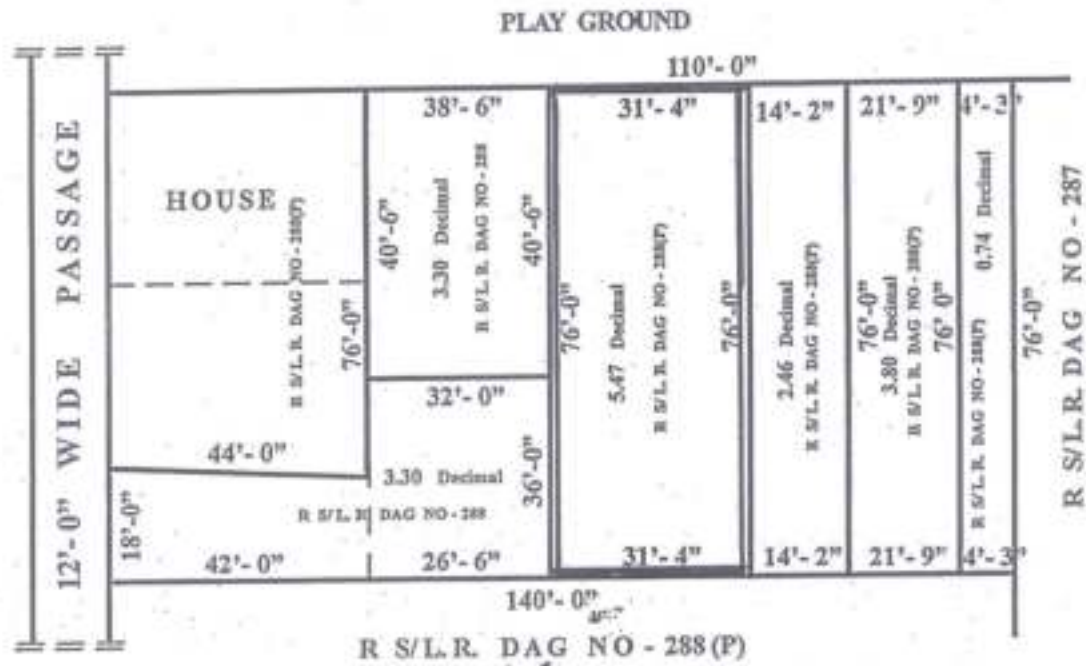 PLAY GROUND
110'- 0"
38'- 6"
31'- 4"
14'- 2"
21'- 9"
4'- 3"
12'- 0" WIDE PASSAGE
HOUSE
R S/L.R. DAG NO - 288(P)
76'-0"
40'-6"
3.30 Decimal
R S/L.R. DAG NO - 288
40'-6"
76'-0"
5.47 Decimal
R S/L.R. DAG NO - 288(P)
76'-0"
2.46 Decimal
R S/L.R. DAG NO - 288(P)
76'-0"
3.80 Decimal
R S/L.R. DAG NO - 288(P)
76' 0"
0.74 Decimal
R S/L.R. DAG NO - 288(P)
76'-0"
R S/L.R. DAG NO - 287
32'- 0"
44'- 0"
3.30 Decimal
R S/L.R. DAG NO - 288
36'-0"
18'-0"
42'- 0"
26'- 6"
31'- 4"
14'- 2"
21'- 9"
4'- 3"
140'- 0"
R S/L.R. DAG NO - 288(P)